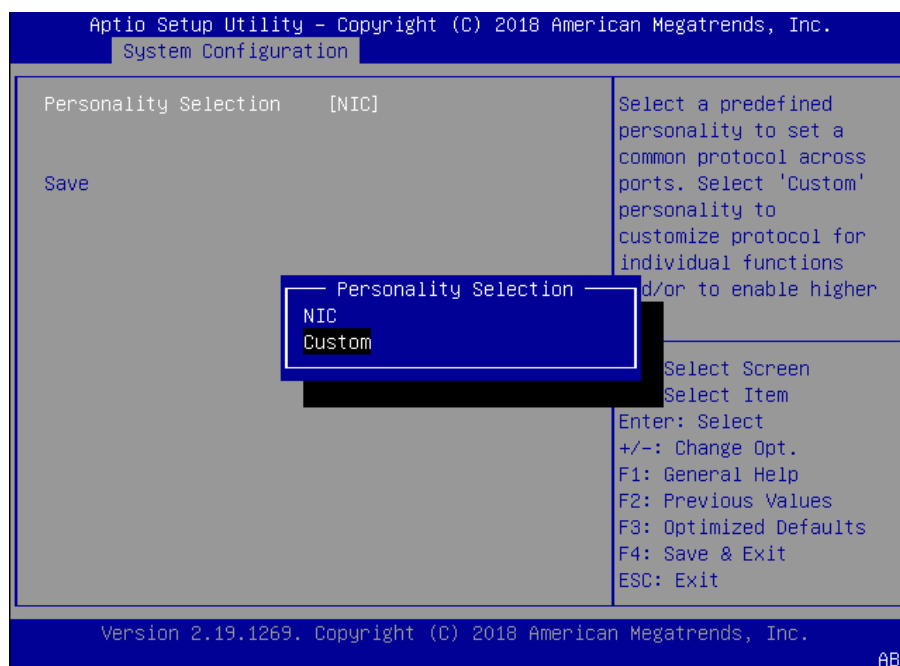 Aptio Setup Utility – Copyright (C) 2018 American Megatrends, Inc.
System Configuration
Personality Selection [NIC]
Save
Select a predefined
personality to set a
common protocol across
ports. Select 'Custom'
personality to
customize protocol for
individual functions
d/or to enable higher
Personality Selection
NIC
Custom
Select Screen
Select Item
Enter: Select
+/-: Change Opt.
F1: General Help
F2: Previous Values
F3: Optimized Defaults
F4: Save & Exit
ESC: Exit
Version 2.19.1269. Copyright (C) 2018 American Megatrends, Inc.
AB